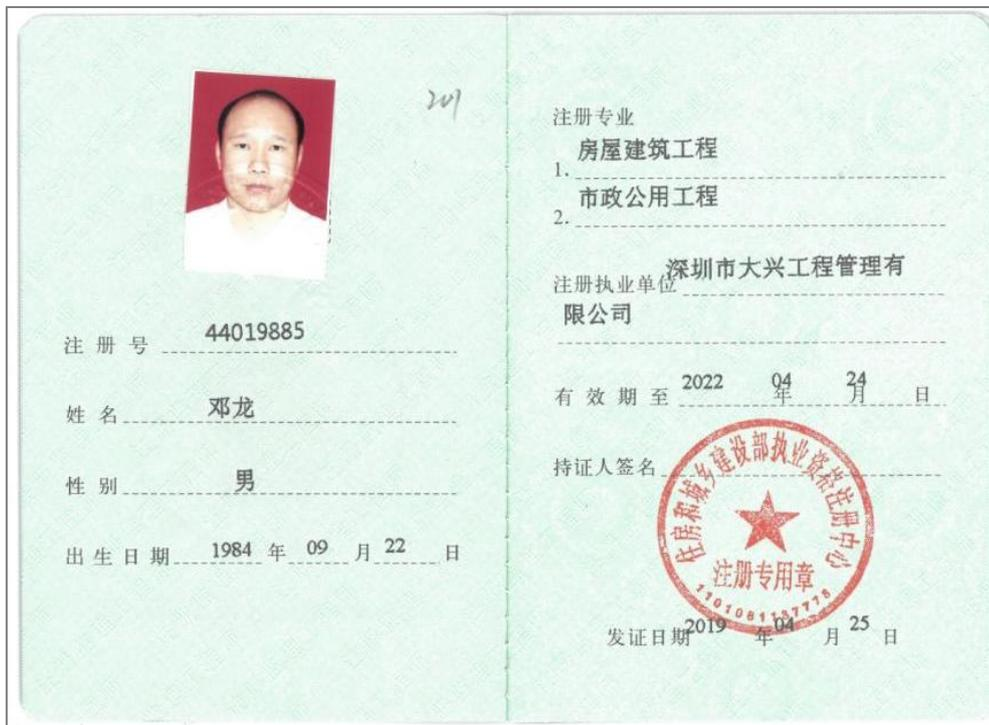 注册号 44019885
姓名 邓龙
性别 男
出生日期 1984 年 09 月 22 日
注册专业
1. 房屋建筑工程
2. 市政公用工程
注册执业单位 深圳市大兴工程管理有
限公司
有效期至 2022 年 04 月 24 日
持证人签名
住房和城乡建设部执业资格注册中心
注册专用章
1101081137778
发证日期 2019 年 04 月 25 日